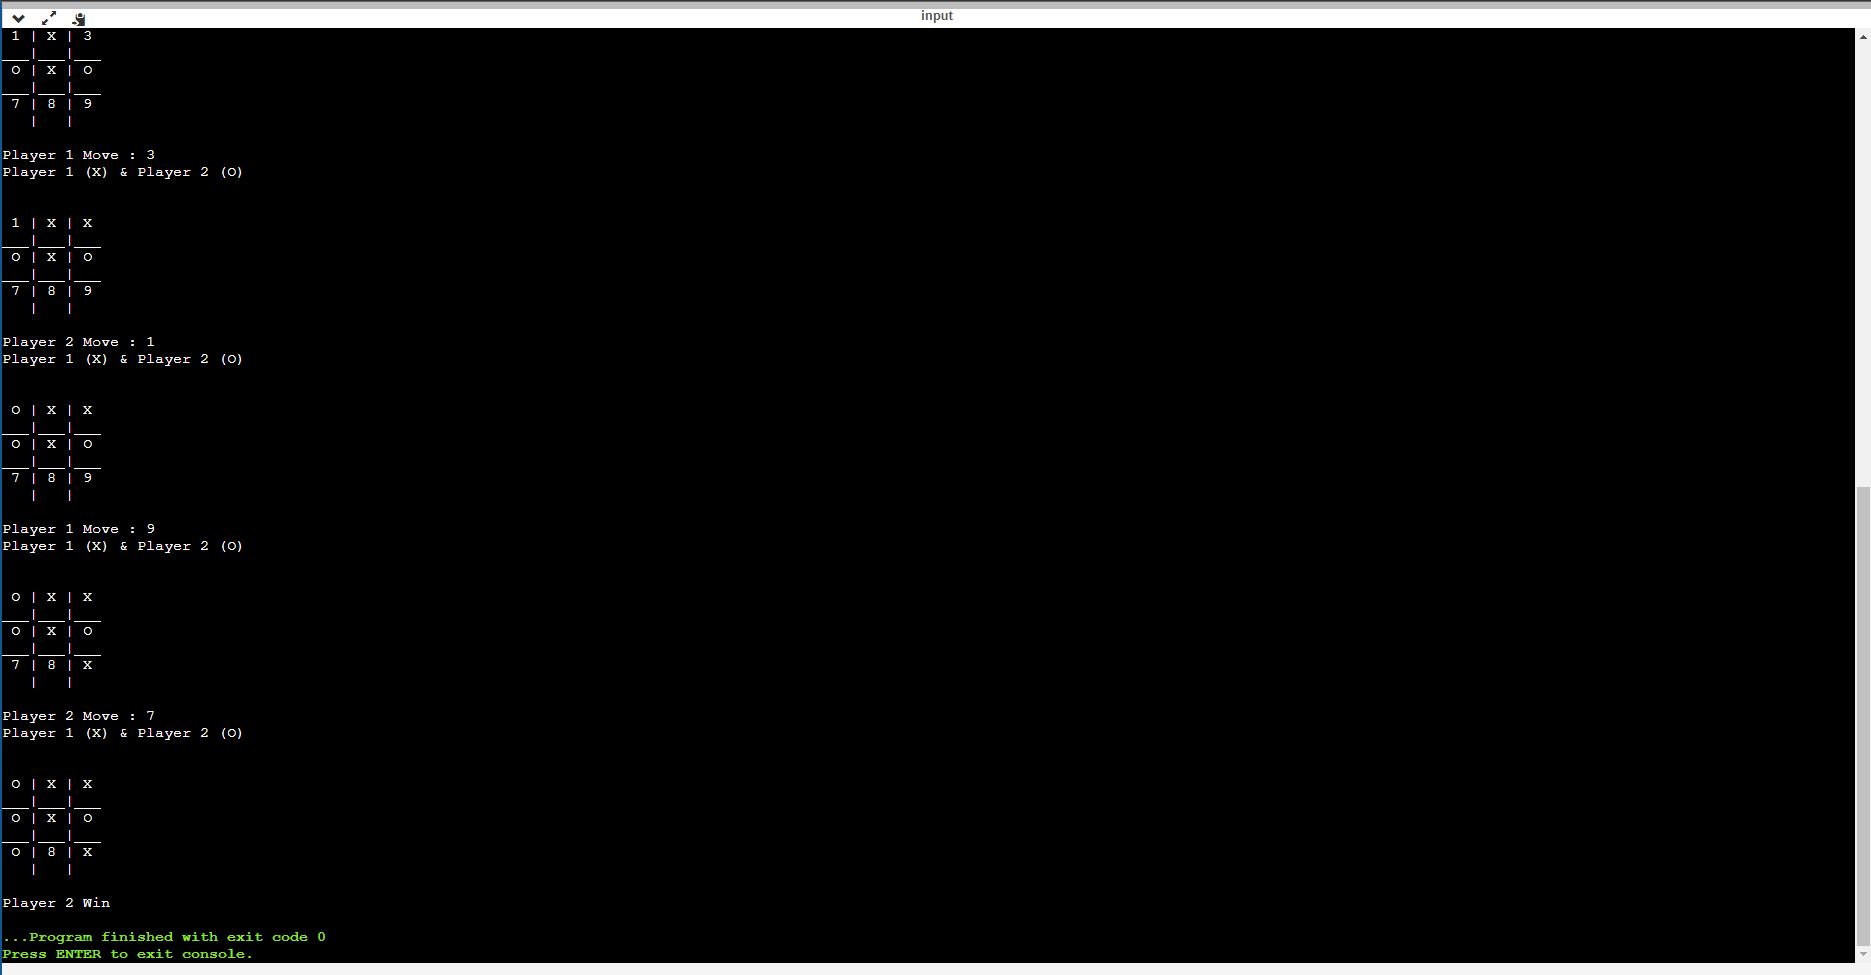 input
1 | X | 3
___|___|___
O | X | O
___|___|___
7 | 8 | 9
| |
Player 1 Move : 3
Player 1 (X) & Player 2 (O)
1 | X | X
___|___|___
O | X | O
___|___|___
7 | 8 | 9
| |
Player 2 Move : 1
Player 1 (X) & Player 2 (O)
O | X | X
___|___|___
O | X | O
___|___|___
7 | 8 | 9
| |
Player 1 Move : 9
Player 1 (X) & Player 2 (O)
O | X | X
___|___|___
O | X | O
___|___|___
7 | 8 | X
| |
Player 2 Move : 7
Player 1 (X) & Player 2 (O)
O | X | X
___|___|___
O | X | O
___|___|___
O | 8 | X
| |
Player 2 Win
...Program finished with exit code 0
Press ENTER to exit console.